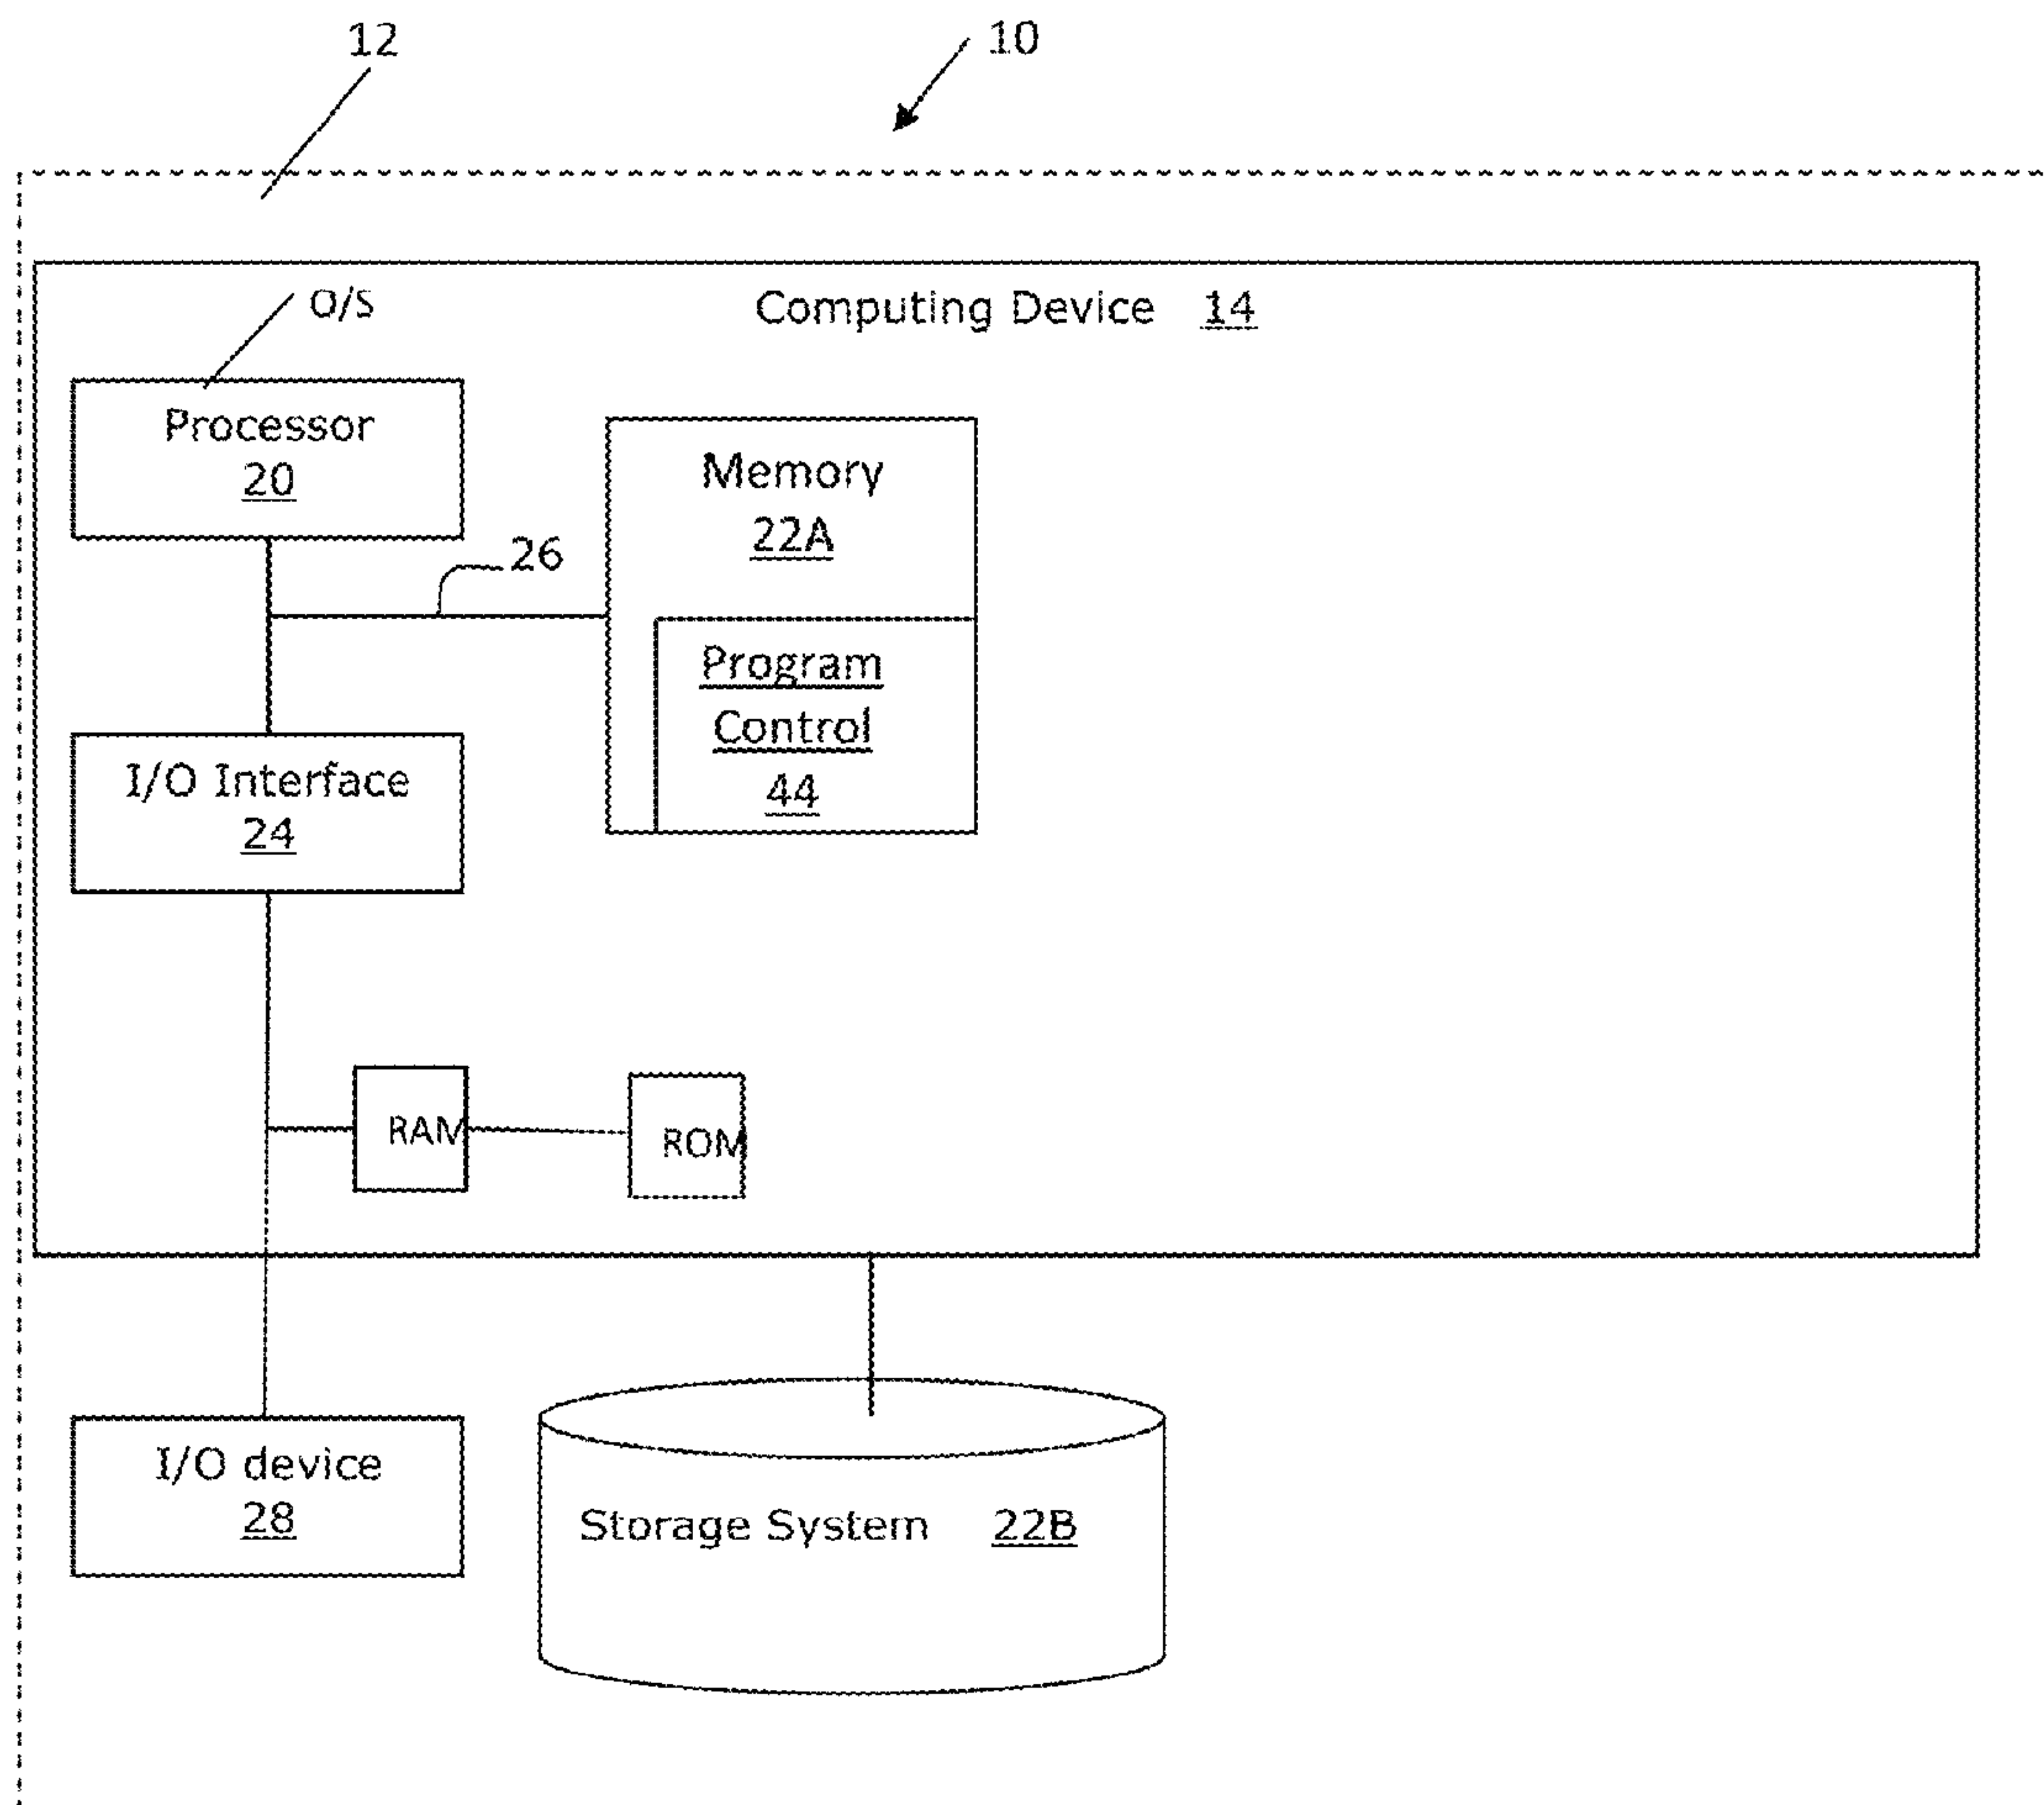 12
10
O/S
Computing Device 14
Processor
20
Memory
22A
26
Program
Control
44
I/O Interface
24
RAM
ROM
I/O device
28
Storage System 22B